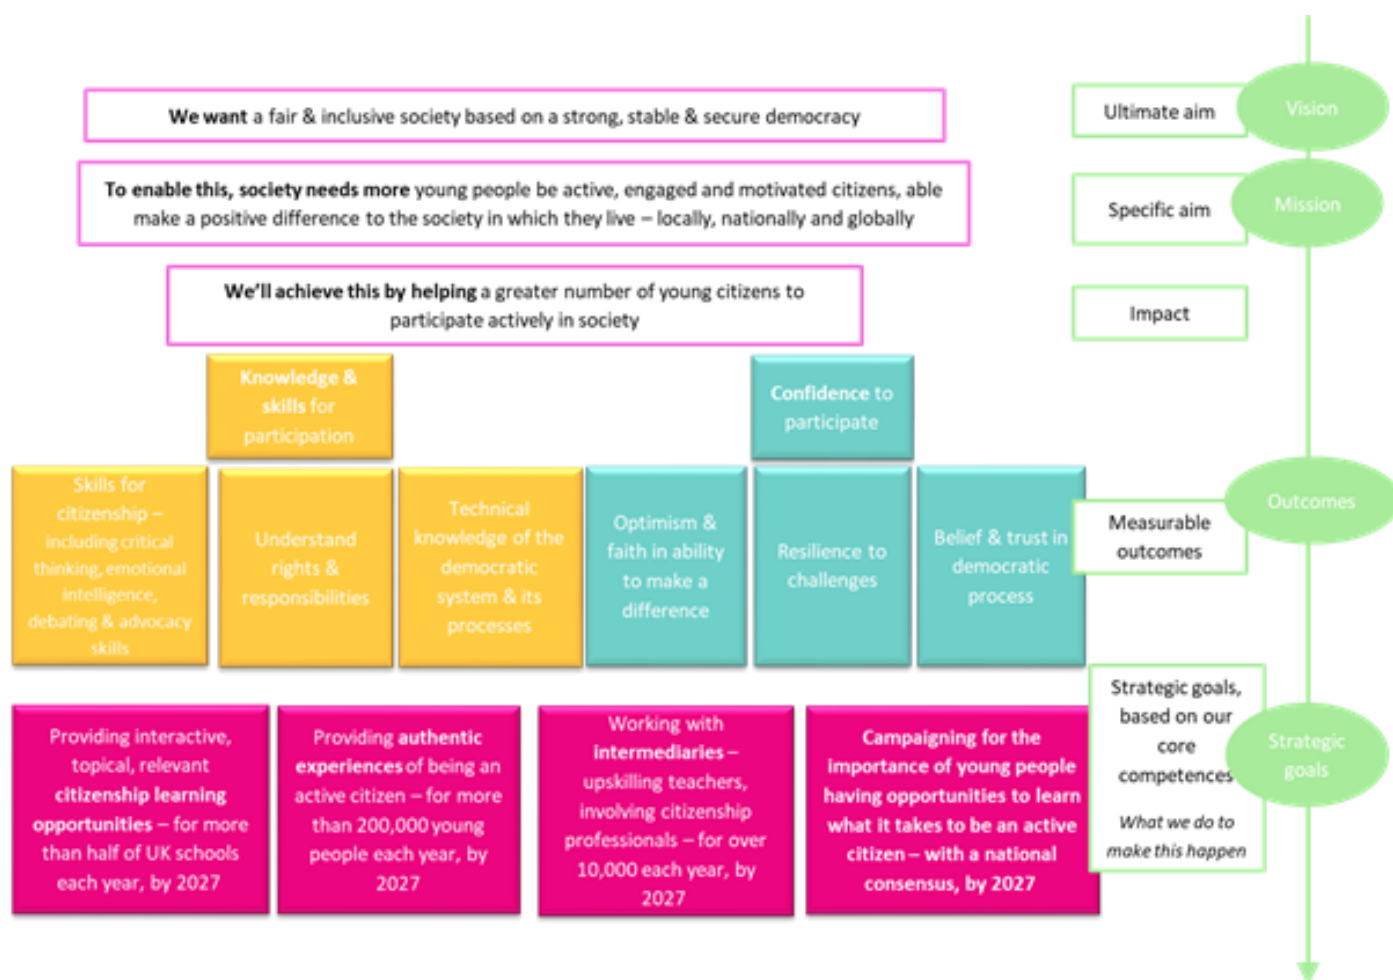 We want a fair & inclusive society based on a strong, stable & secure democracy
Ultimate aim
Vision
To enable this, society needs more young people be active, engaged and motivated citizens, able
make a positive difference to the society in which they live – locally, nationally and globally
Specific aim
Mission
We'll achieve this by helping a greater number of young citizens to
participate actively in society
Impact
Knowledge &
skills for
participation
Confidence to
participate
Skills for
citizenship –
including critical
thinking, emotional
intelligence,
debating & advocacy
skills
Understand
rights &
responsibilities
Technical
knowledge of the
democratic
system & its
processes
Optimism &
faith in ability
to make a
difference
Resilience to
challenges
Belief & trust in
democratic
process
Measurable
outcomes
Outcomes
Providing interactive,
topical, relevant
citizenship learning
opportunities – for more
than half of UK schools
each year, by 2027
Providing authentic
experiences of being an
active citizen – for more
than 200,000 young
people each year, by
2027
Working with
intermediaries –
upskilling teachers,
involving citizenship
professionals – for over
10,000 each year, by
2027
Campaigning for the
importance of young people
having opportunities to learn
what it takes to be an active
citizen – with a national
consensus, by 2027
Strategic goals,
based on our
core
competences
What we do to
make this happen
Strategic
goals